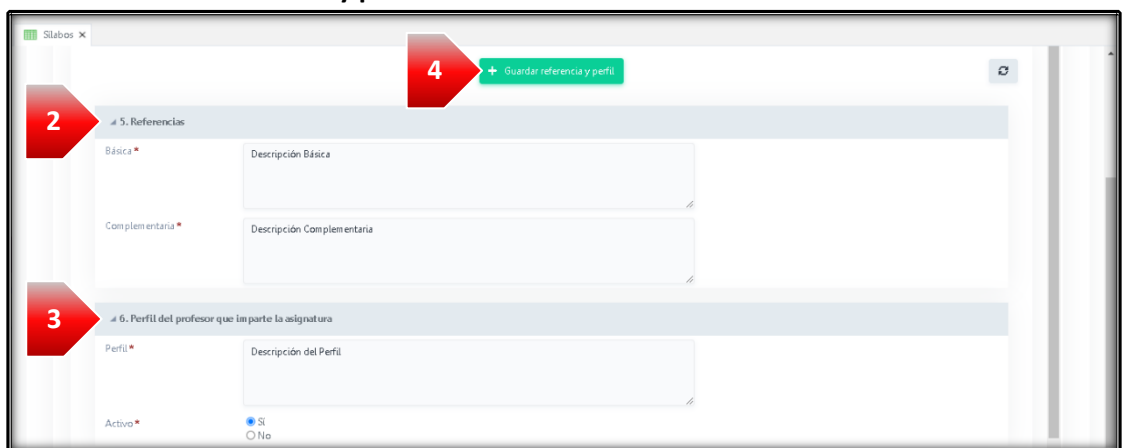 Sílabos ×
4
+ Guardar referencia y perfil
2
5. Referencias
Básica *
Descripción Básica
Complementaria *
Descripción Complementaria
3
6. Perfil del profesor que imparte la asignatura
Perfil *
Descripción del Perfil
Activo *
Sí
No